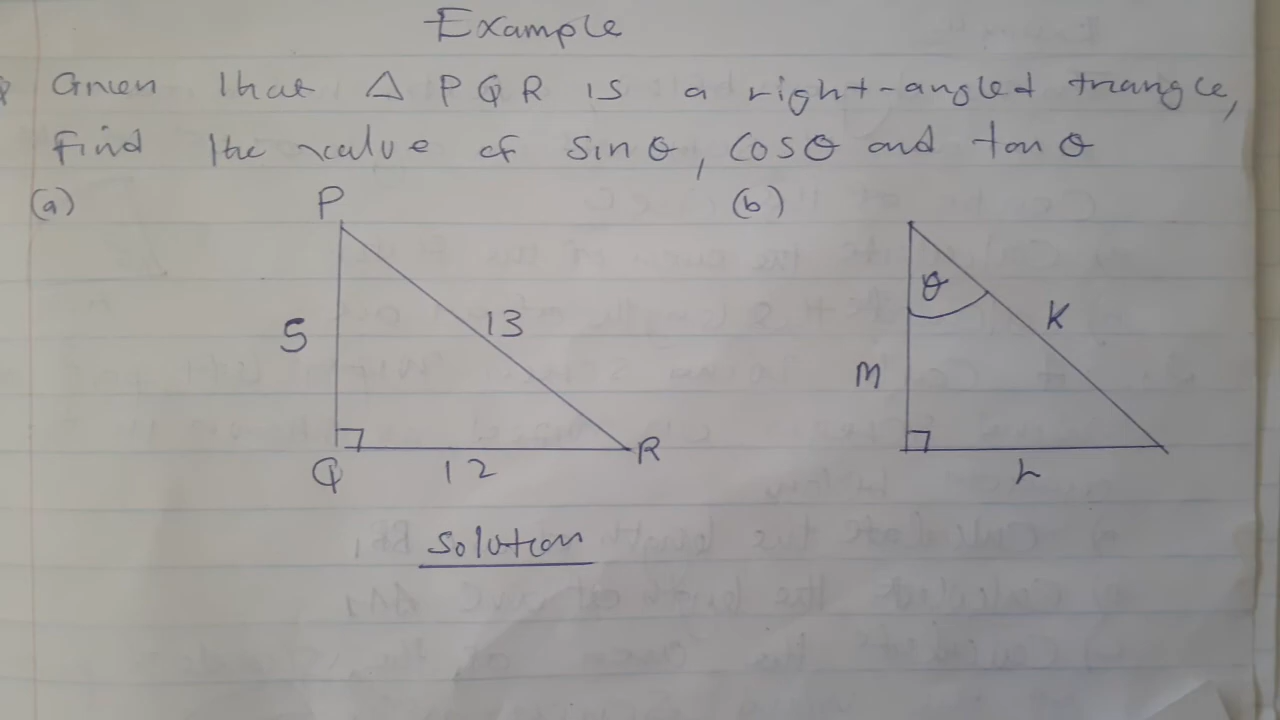 Example
Given that △ PQR is a right-angled triangle,
Find the value of sin θ, cos θ and tan θ
(a)
P
5
13
Q
12
R
(b)
θ
K
m
r
Solution